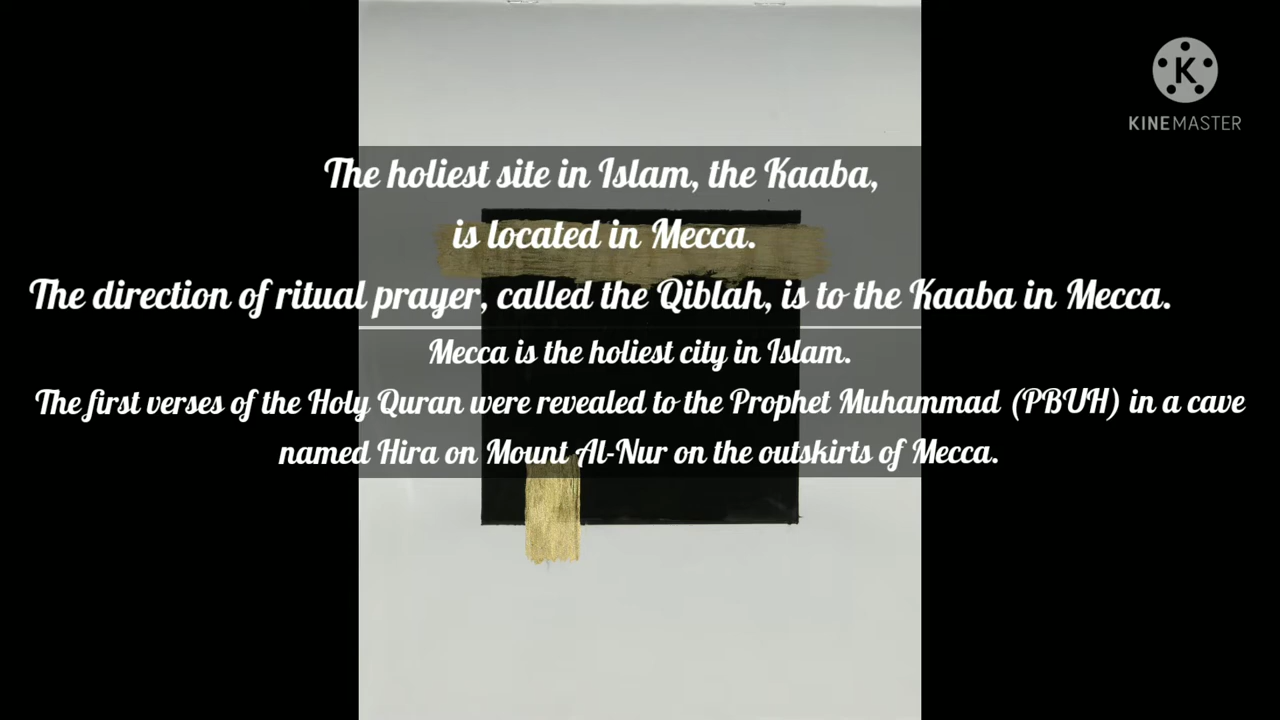 The holiest site in Islam, the Kaaba,
is located in Mecca.
The direction of ritual prayer, called the Qiblah, is to the Kaaba in Mecca.
Mecca is the holiest city in Islam.
The first verses of the Holy Quran were revealed to the Prophet Muhammad (PBUH) in a cave
named Hira on Mount Al-Nur on the outskirts of Mecca.
K
KINEMASTER